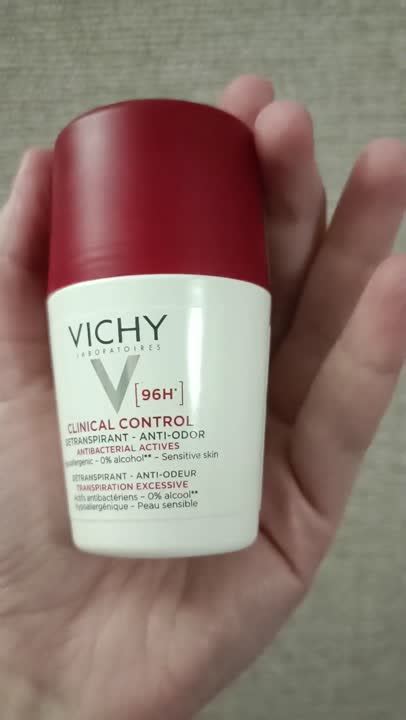 VICHY
LABORATOIRES
V
[96H*]
CLINICAL CONTROL
DETRANSPIRANT - ANTI-ODOR
ANTIBACTERIAL ACTIVES
allergenic - 0% alcohol** - Sensitive skin
DÉTRANSPIRANT - ANTI-ODEUR
TRANSPIRATION EXCESSIVE
Actifs antibactériens - 0% alcool**
Hypoallergénique - Peau sensible